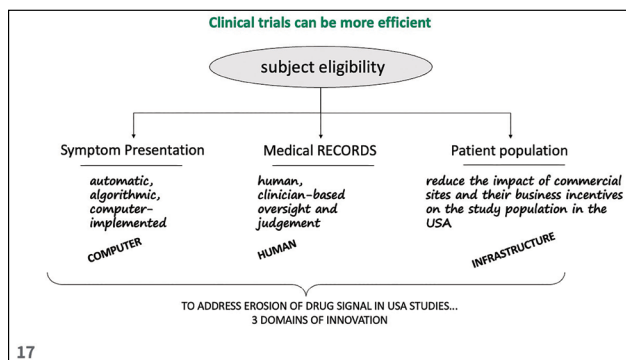 Clinical trials can be more efficient
subject eligibility
Symptom Presentation
automatic,
algorithmic,
computer-
implemented
COMPUTER
Medical RECORDS
human,
clinician-based
oversight and
judgement
HUMAN
Patient population
reduce the impact of commercial
sites and their business incentives
on the study population in the
USA
INFRASTRUCTURE
TO ADDRESS EROSION OF DRUG SIGNAL IN USA STUDIES...
3 DOMAINS OF INNOVATION
17